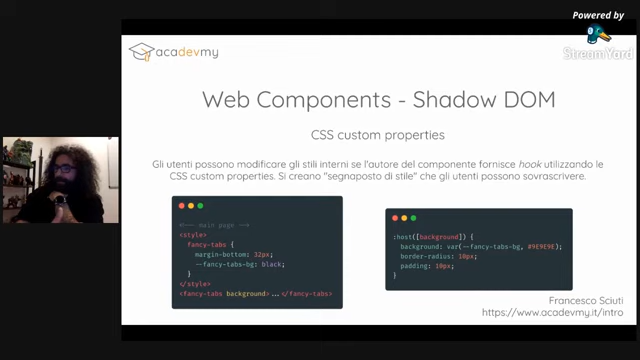 Powered by
StreamYard
acadevmy
Web Components - Shadow DOM
CSS custom properties
Gli utenti possono modificare gli stili interni se l'autore del componente fornisce hook utilizzando le
CSS custom properties. Si creano "segnaposto di stile" che gli utenti possono sovrascrivere.
<!-- main page -->
<style>
fancy-tabs {
margin-bottom: 32px;
--fancy-tabs-bg: black;
}
</style>
<fancy-tabs background>...</fancy-tabs>
:host([background]) {
background: var(--fancy-tabs-bg, #9E9E9E);
border-radius: 10px;
padding: 10px;
}
Francesco Sciuti
https://www.acadevmy.it/intro